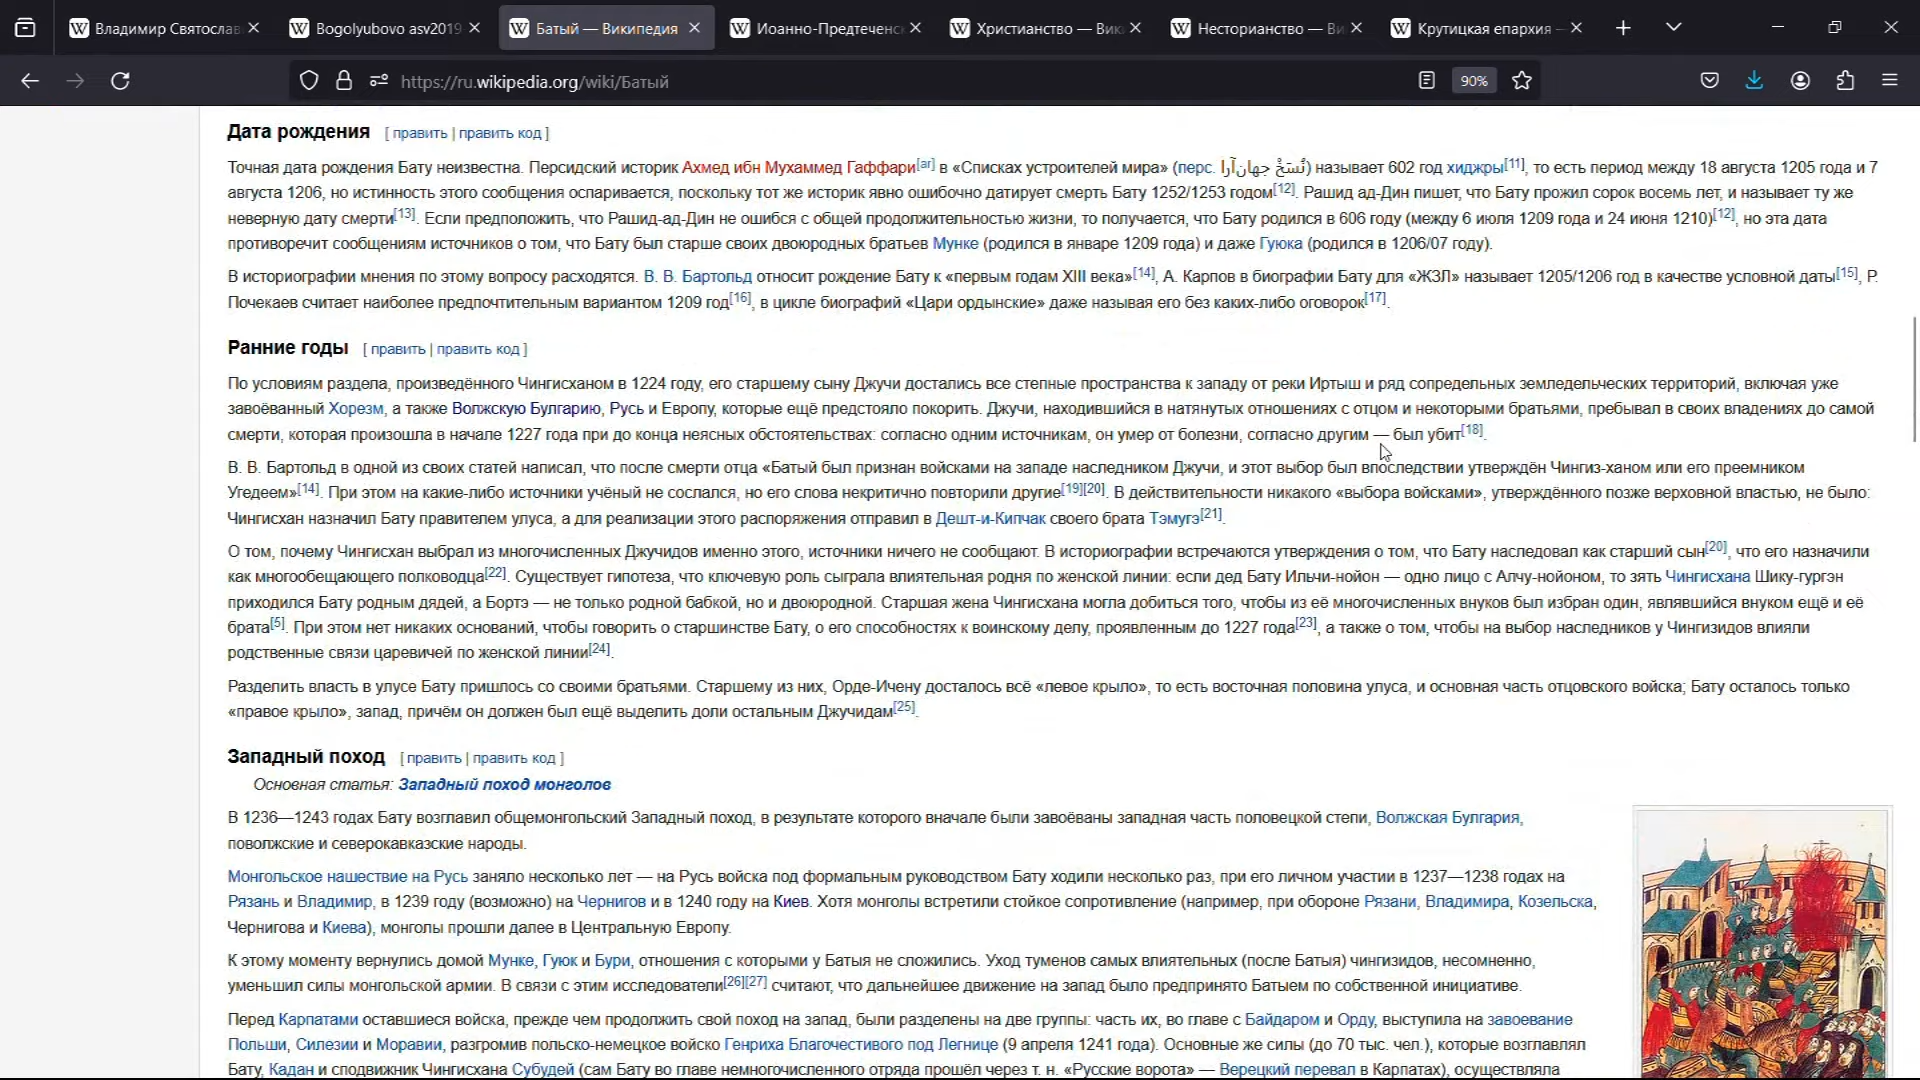 Владимир Святослав
Bogolyubovo asv2019
Батый — Википедия
Иоанно-Предтеченск
Христианство — Вик
Несторианство — Ви
Крутицкая епархия —
https://ru.wikipedia.org/wiki/Батый
90%
Дата рождения [ править | править код ]
Точная дата рождения Бату неизвестна. Персидский историк Ахмед ибн Мухаммед Гаффари[ar] в «Списках устроителей мира» (перс. نُسَخْ جهان‌آرا) называет 602 год хиджры[11], то есть период между 18 августа 1205 года и 7
августа 1206, но истинность этого сообщения оспаривается, поскольку тот же историк явно ошибочно датирует смерть Бату 1252/1253 годом[12]. Рашид ад-Дин пишет, что Бату прожил сорок восемь лет, и называет ту же
неверную дату смерти[13]. Если предположить, что Рашид-ад-Дин не ошибся с общей продолжительностью жизни, то получается, что Бату родился в 606 году (между 6 июля 1209 года и 24 июня 1210)[12], но эта дата
противоречит сообщениям источников о том, что Бату был старше своих двоюродных братьев Мунке (родился в январе 1209 года) и даже Гуюка (родился в 1206/07 году).
В историографии мнения по этому вопросу расходятся. В. В. Бартольд относит рождение Бату к «первым годам XIII века»[14], А. Карпов в биографии Бату для «ЖЗЛ» называет 1205/1206 год в качестве условной даты[15], Р.
Почекаев считает наиболее предпочтительным вариантом 1209 год[16], в цикле биографий «Цари ордынские» даже называя его без каких-либо оговорок[17].
Ранние годы [ править | править код ]
По условиям раздела, произведённого Чингисханом в 1224 году, его старшему сыну Джучи достались все степные пространства к западу от реки Иртыш и ряд сопредельных земледельческих территорий, включая уже
завоёванный Хорезм, а также Волжскую Булгарию, Русь и Европу, которые ещё предстояло покорить. Джучи, находившийся в натянутых отношениях с отцом и некоторыми братьями, пребывал в своих владениях до самой
смерти, которая произошла в начале 1227 года при до конца неясных обстоятельствах: согласно одним источникам, он умер от болезни, согласно другим — был убит[18].
В. В. Бартольд в одной из своих статей написал, что после смерти отца «Батый был признан войсками на западе наследником Джучи, и этот выбор был впоследствии утверждён Чингиз-ханом или его преемником
Угедеем»[14]. При этом на какие-либо источники учёный не сослался, но его слова некритично повторили другие[19][20]. В действительности никакого «выбора войсками», утверждённого позже верховной властью, не было:
Чингисхан назначил Бату правителем улуса, а для реализации этого распоряжения отправил в Дешт-и-Кипчак своего брата Тэмугэ[21].
О том, почему Чингисхан выбрал из многочисленных Джучидов именно этого, источники ничего не сообщают. В историографии встречаются утверждения о том, что Бату наследовал как старший сын[20], что его назначили
как многообещающего полководца[22]. Существует гипотеза, что ключевую роль сыграла влиятельная родня по женской линии: если дед Бату Ильчи-нойон — одно лицо с Алчу-нойоном, то зять Чингисхана Шику-гургэн
приходился Бату родным дядей, а Бортэ — не только родной бабкой, но и двоюродной. Старшая жена Чингисхана могла добиться того, чтобы из её многочисленных внуков был избран один, являвшийся внуком ещё и её
брата[5]. При этом нет никаких оснований, чтобы говорить о старшинстве Бату, о его способностях к воинскому делу, проявленным до 1227 года[23], а также о том, чтобы на выбор наследников у Чингизидов влияли
родственные связи царевичей по женской линии[24].
Разделить власть в улусе Бату пришлось со своими братьями. Старшему из них, Орде-Ичену досталось всё «левое крыло», то есть восточная половина улуса, и основная часть отцовского войска; Бату осталось только
«правое крыло», запад, причём он должен был ещё выделить доли остальным Джучидам[25].
Западный поход [ править | править код ]
Основная статья: Западный поход монголов
В 1236—1243 годах Бату возглавил общемонгольский Западный поход, в результате которого вначале были завоёваны западная часть половецкой степи, Волжская Булгария,
поволжские и северокавказские народы.
Монгольское нашествие на Русь заняло несколько лет — на Русь войска под формальным руководством Бату ходили несколько раз, при его личном участии в 1237—1238 годах на
Рязань и Владимир, в 1239 году (возможно) на Чернигов и в 1240 году на Киев. Хотя монголы встретили стойкое сопротивление (например, при обороне Рязани, Владимира, Козельска,
Чернигова и Киева), монголы прошли далее в Центральную Европу.
К этому моменту вернулись домой Мунке, Гуюк и Бури, отношения с которыми у Батыя не сложились. Уход туменов самых влиятельных (после Батыя) чингизидов, несомненно,
уменьшил силы монгольской армии. В связи с этим исследователи[26][27] считают, что дальнейшее движение на запад было предпринято Батыем по собственной инициативе.
Перед Карпатами оставшиеся войска, прежде чем продолжить свой поход на запад, были разделены на две группы: часть их, во главе с Байдаром и Орду, выступила на завоевание
Польши, Силезии и Моравии, разгромив польско-немецкое войско Генриха Благочестивого под Легнице (9 апреля 1241 года). Основные же силы (до 70 тыс. чел.), которые возглавлял
Бату, Кадан и сподвижник Чингисхана Субудей (сам Бату во главе немногочисленного отряда прошёл через т. н. «Русские ворота» — Верецкий перевал в Карпатах), осуществляла